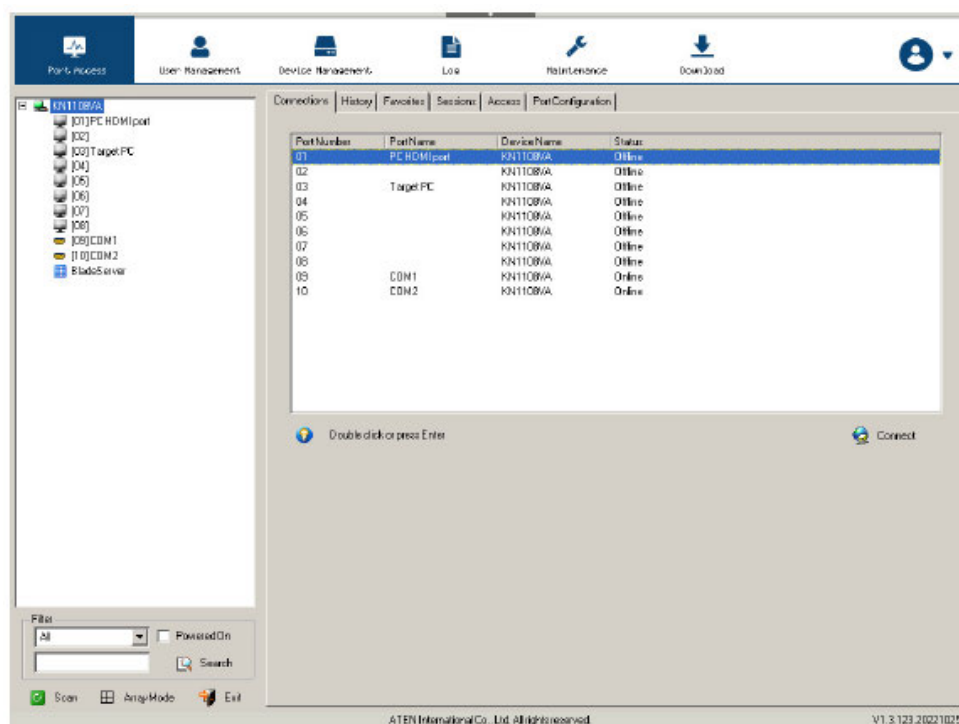 Port Access User Management Device Management Log Maintenance Download
KN1108VA
[01]PC HDMI port
[02]
[03]Target PC
[04]
[05]
[06]
[07]
[08]
[09]COM1
[10]COM2
BladeServer
Connections History Favorites Sessions Access Port Configuration
Port Number Port Name Device Name Status
01 PC HDMI port KN1108VA Offline
02 KN1108VA Offline
03 Target PC KN1108VA Offline
04 KN1108VA Offline
05 KN1108VA Offline
06 KN1108VA Offline
07 KN1108VA Offline
08 KN1108VA Offline
09 COM1 KN1108VA Online
10 COM2 KN1108VA Online
Double click or press Enter
Connect
Filter
All
Powered On
Search
Scan Array Mode Exit
ATEN International Co., Ltd. All rights reserved.
V1.3.123.2022102